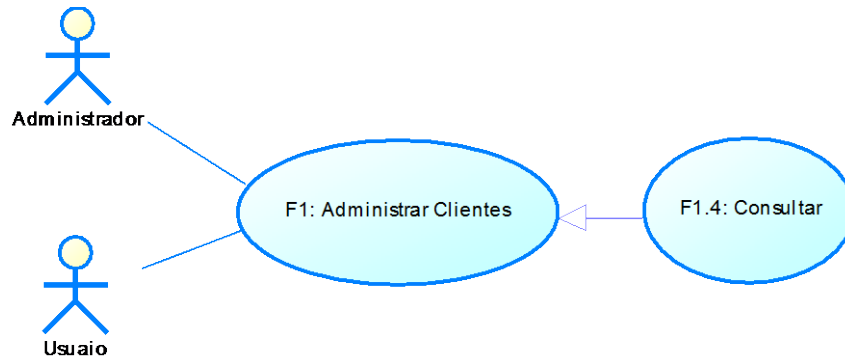 Administrador
F1: Administrar Clientes
F1.4: Consultar
Usuaio